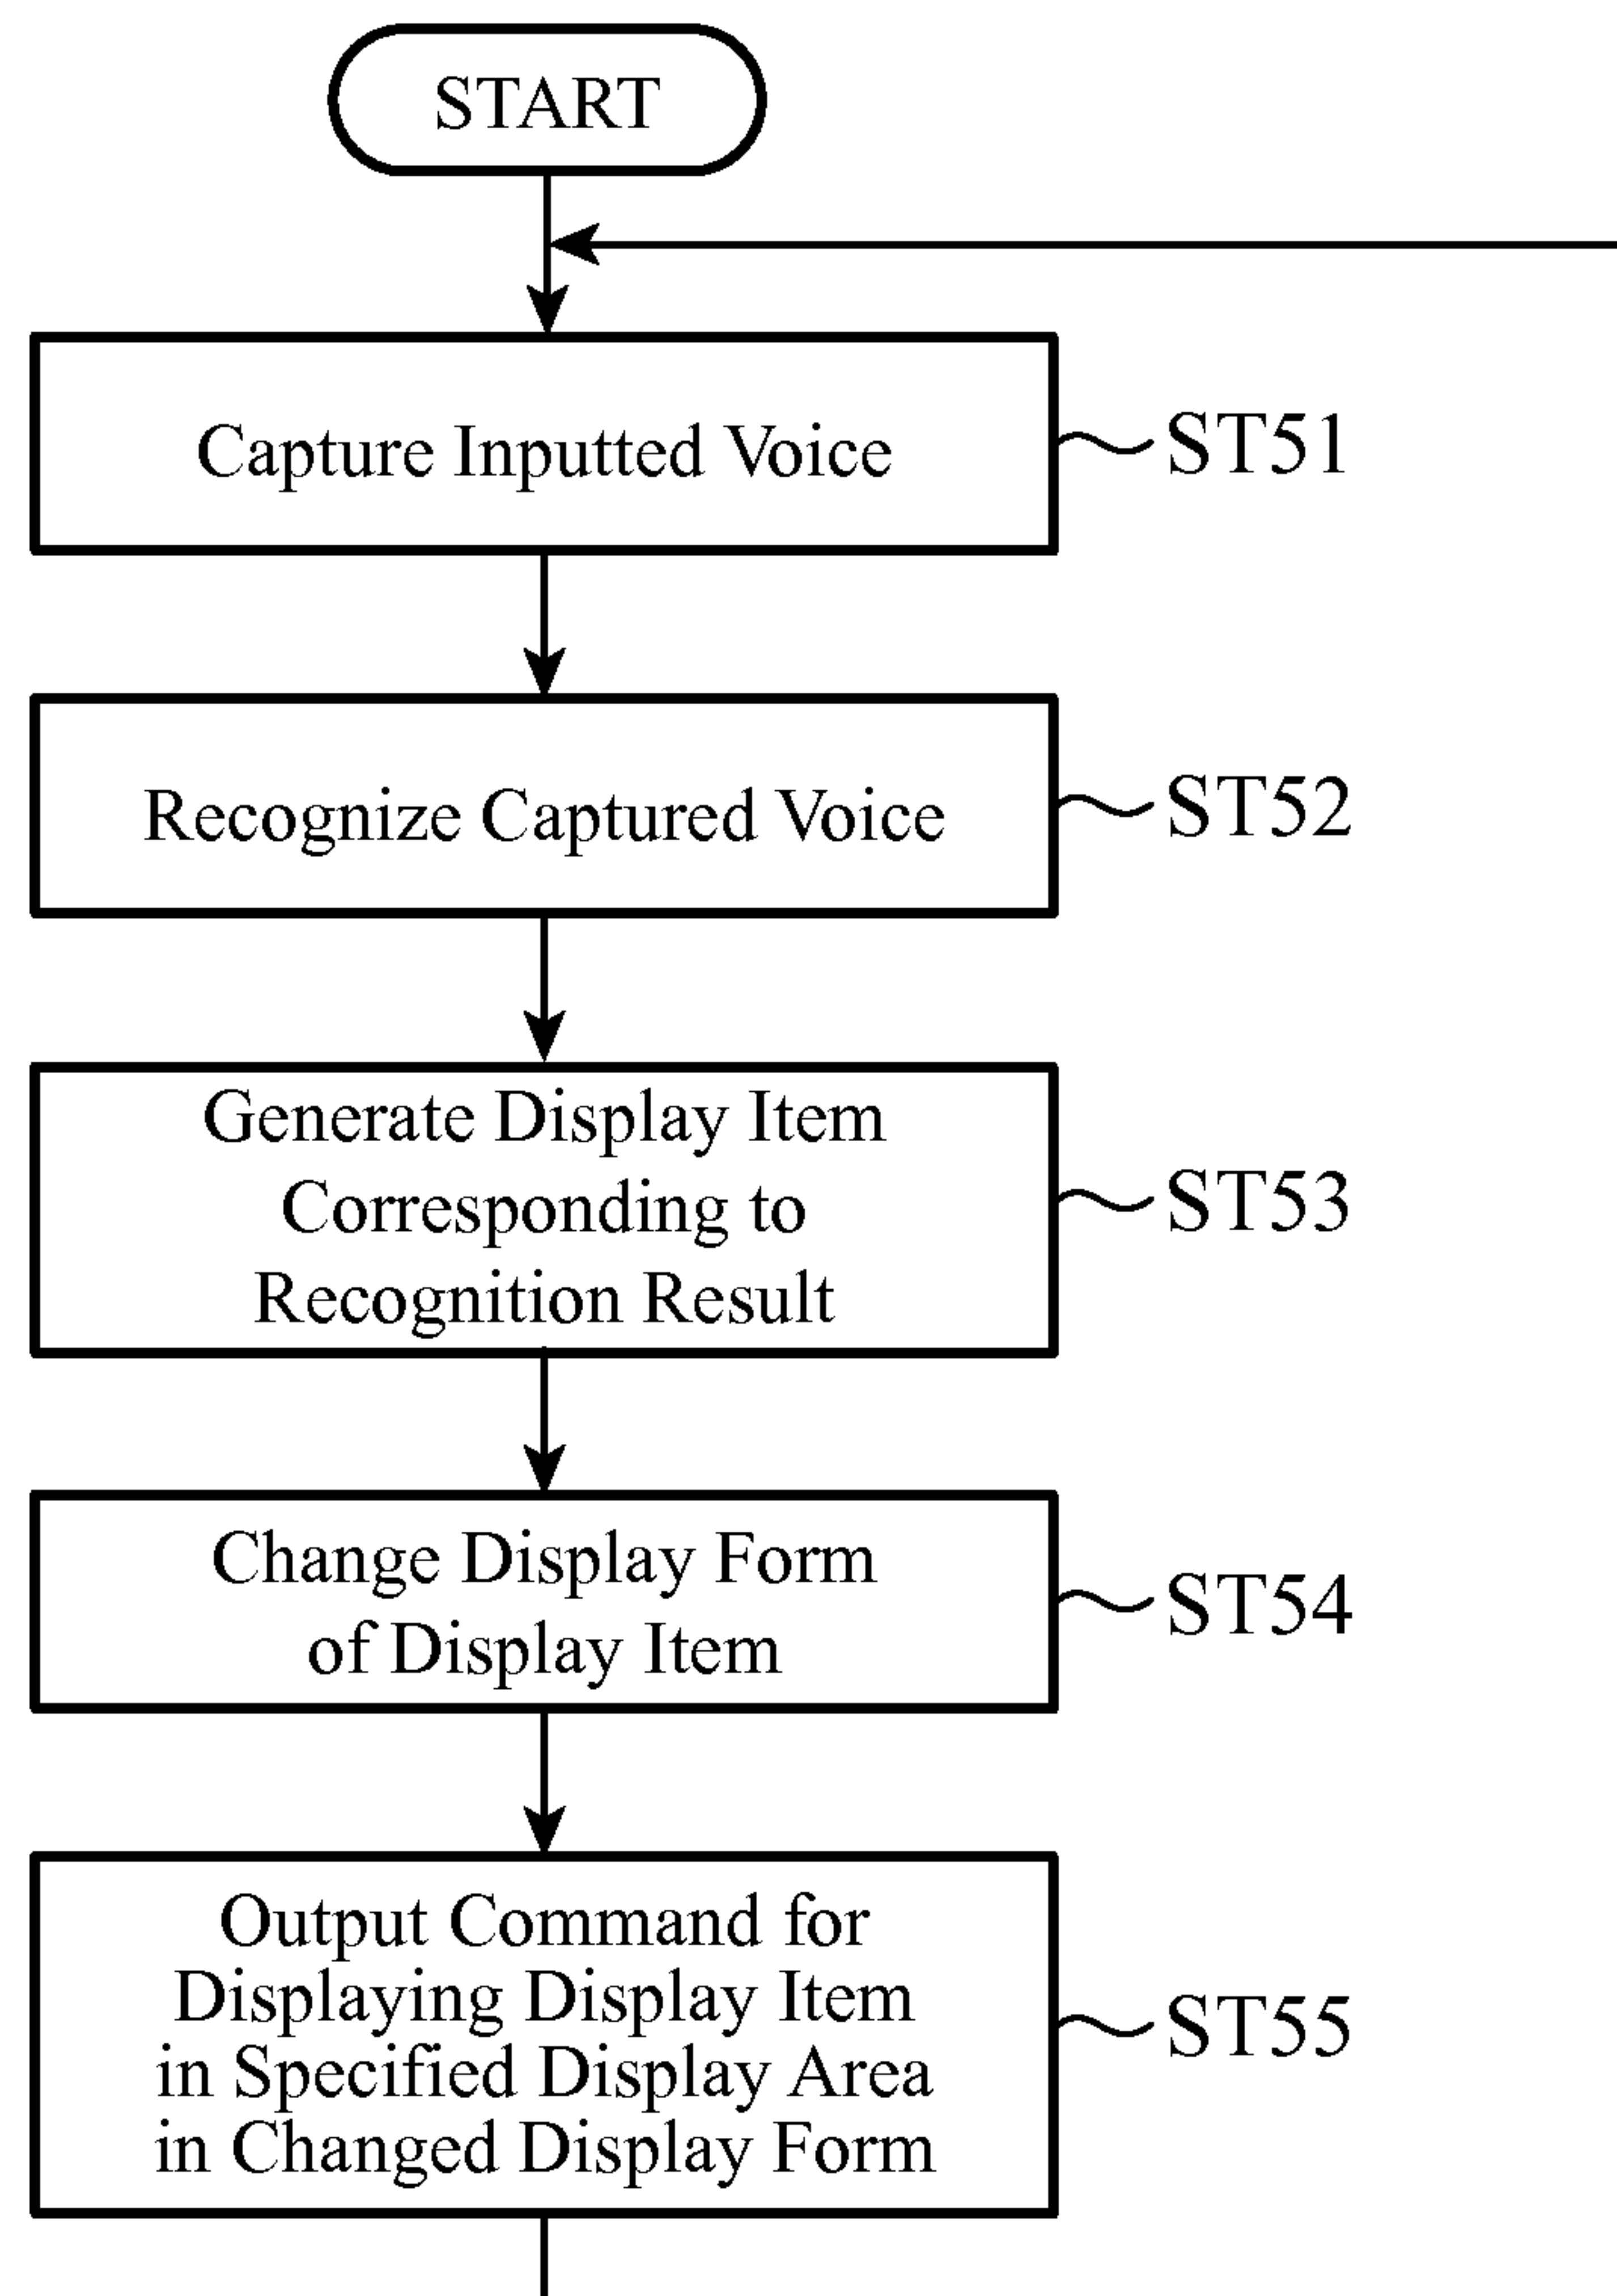 START
Capture Inputted Voice
ST51
Recognize Captured Voice
ST52
Generate Display Item
Corresponding to
Recognition Result
ST53
Change Display Form
of Display Item
ST54
Output Command for
Displaying Display Item
in Specified Display Area
in Changed Display Form
ST55